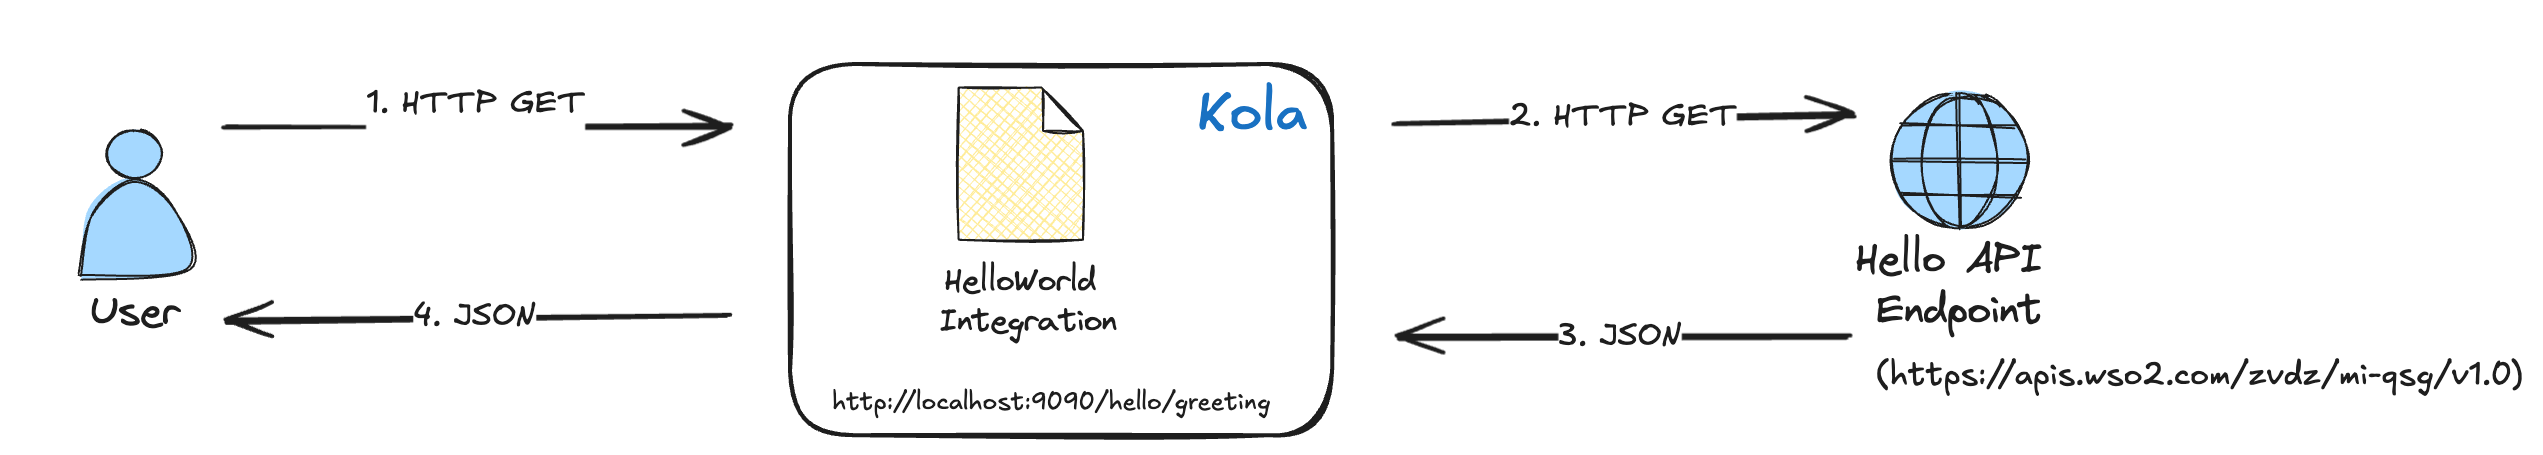 1. HTTP GET
Kola
2. HTTP GET
HelloWorld
Integration
http://localhost:9090/hello/greeting
User
4. JSON
3. JSON
Hello API
Endpoint
(https://apis.wso2.com/zvdz/mi-qsg/v1.0)